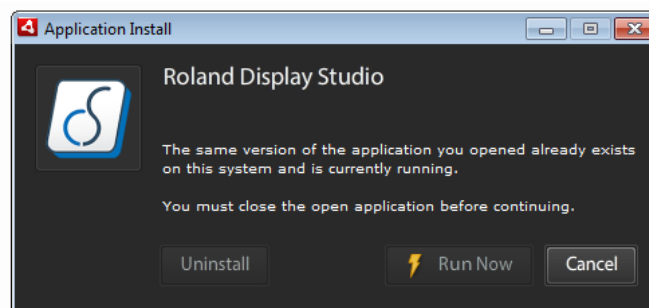 Application Install
Roland Display Studio
The same version of the application you opened already exists
on this system and is currently running.
You must close the open application before continuing.
Uninstall
Run Now
Cancel